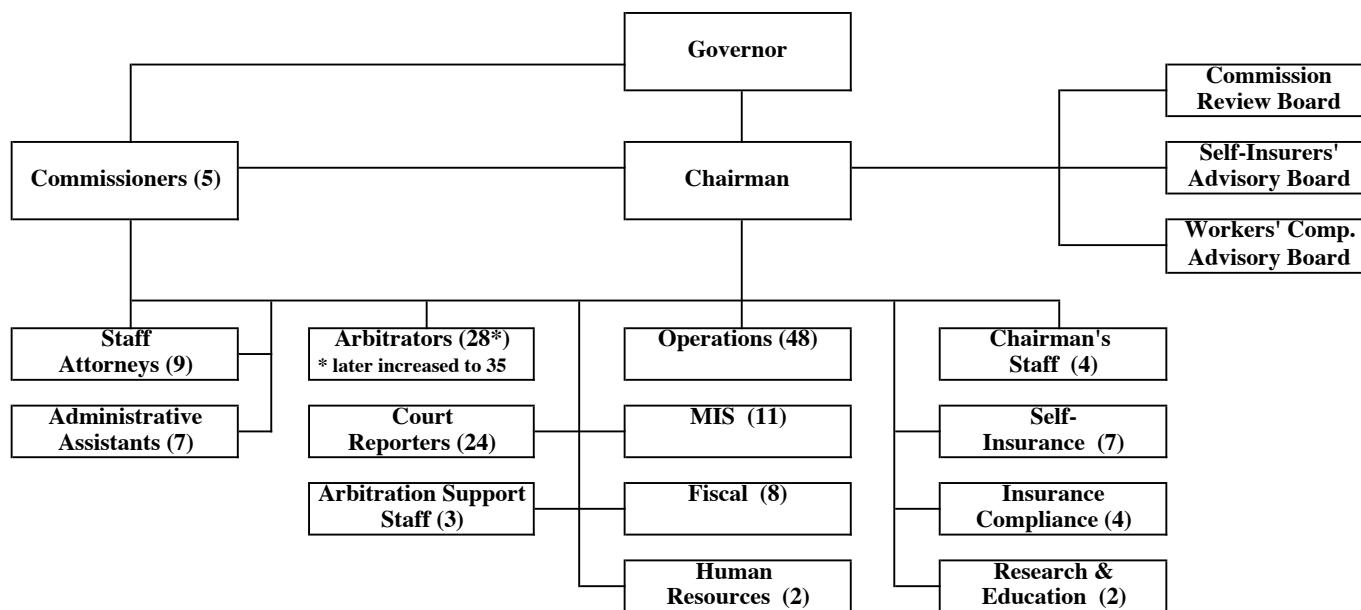 Governor
Commission
Review Board
Commissioners (5)
Chairman
Self-Insurers'
Advisory Board
Workers' Comp.
Advisory Board
Staff
Attorneys (9)
Arbitrators (28*)
* later increased to 35
Operations (48)
Chairman's
Staff (4)
Administrative
Assistants (7)
Court
Reporters (24)
MIS (11)
Self-
Insurance (7)
Arbitration Support
Staff (3)
Fiscal (8)
Insurance
Compliance (4)
Human
Resources (2)
Research &
Education (2)